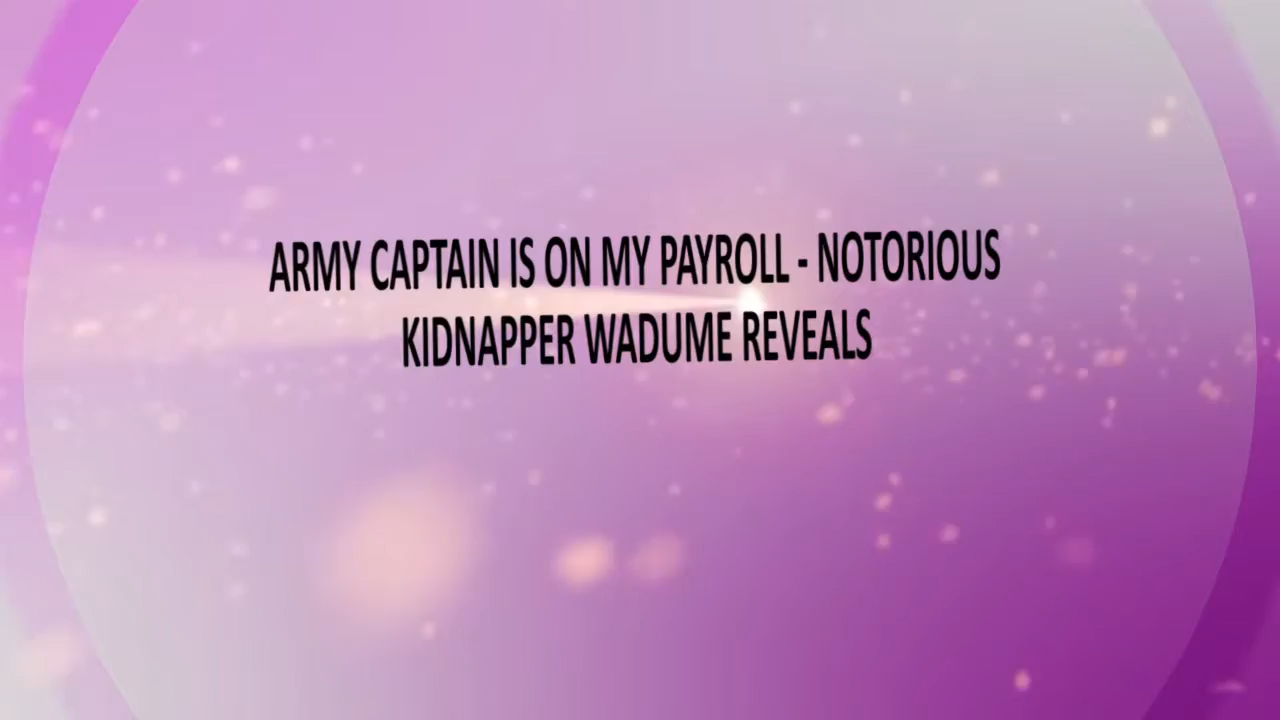 ARMY CAPTAIN IS ON MY PAYROLL - NOTORIOUS
KIDNAPPER WADUME REVEALS